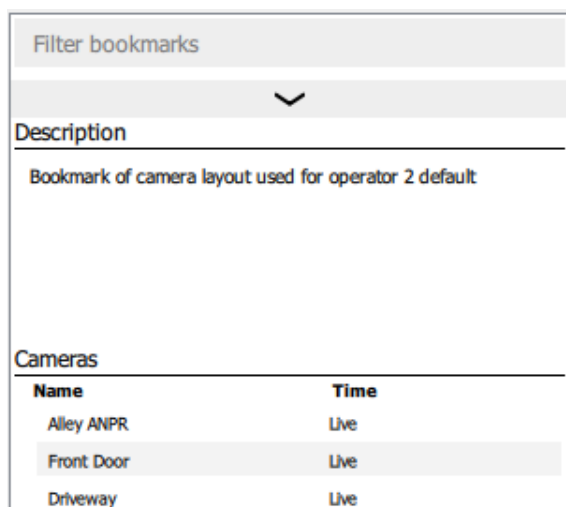 Filter bookmarks
Description
Bookmark of camera layout used for operator 2 default
Cameras
Name Time
Alley ANPR Live
Front Door Live
Driveway Live